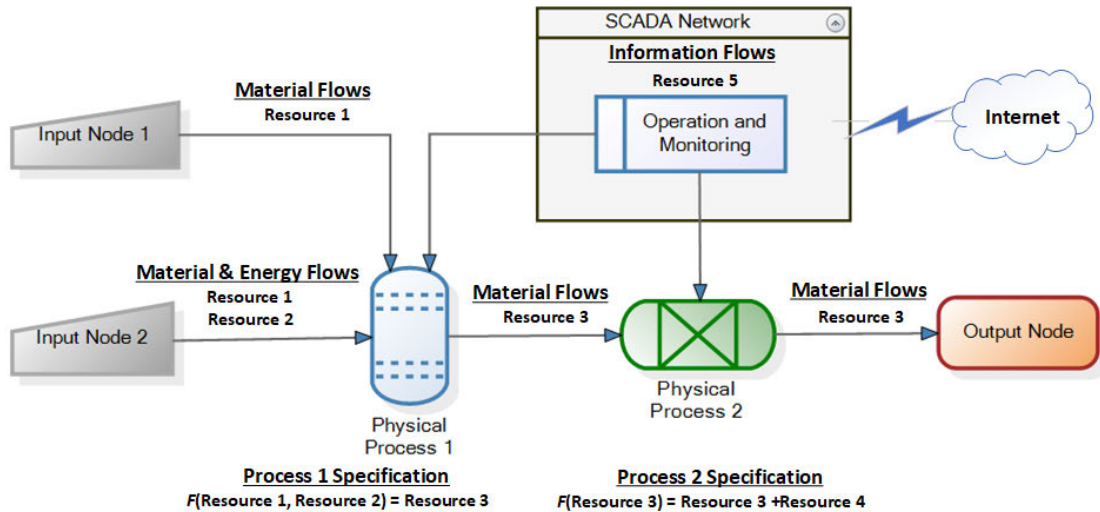 SCADA Network
Information Flows
Resource 5
Operation and
Monitoring
Internet
Material Flows
Resource 1
Input Node 1
Material & Energy Flows
Resource 1
Resource 2
Input Node 2
Material Flows
Resource 3
Material Flows
Resource 3
Output Node
Physical
Process 1
Physical
Process 2
Process 1 Specification
F(Resource 1, Resource 2) = Resource 3
Process 2 Specification
F(Resource 3) = Resource 3 +Resource 4